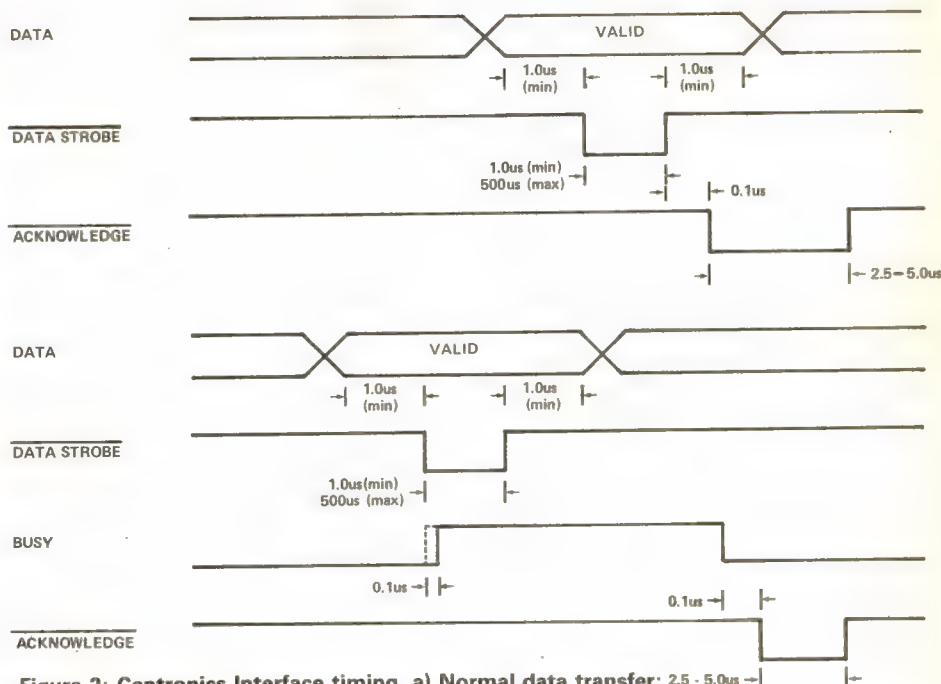 DATA
VALID
1.0us
(min)
1.0us
(min)
DATA STROBE
1.0us (min)
500us (max)
0.1us
ACKNOWLEDGE
2.5–5.0us
DATA
VALID
1.0us
(min)
1.0us
(min)
DATA STROBE
1.0us(min)
500us (max)
BUSY
0.1us
0.1us
ACKNOWLEDGE
Figure 2: Centronics Interface timing. a) Normal data transfer; 2.5 - 5.0us